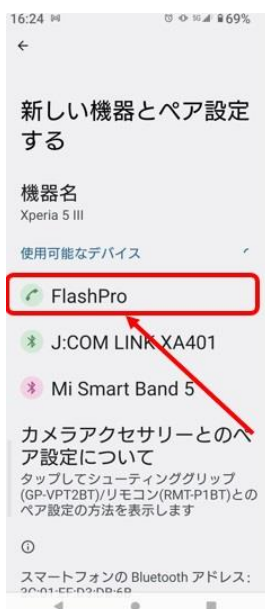 16:24
5G
69%
新しい機器とペア設定
する
機器名
Xperia 5 III
使用可能なデバイス
FlashPro
J:COM LINK XA401
Mi Smart Band 5
カメラアクセサリーとのペ
ア設定について
タップしてシューティンググリップ
(GP-VPT2BT)/リモコン(RMT-P1BT)との
ペア設定の方法を表示します
スマートフォンの Bluetooth アドレス: